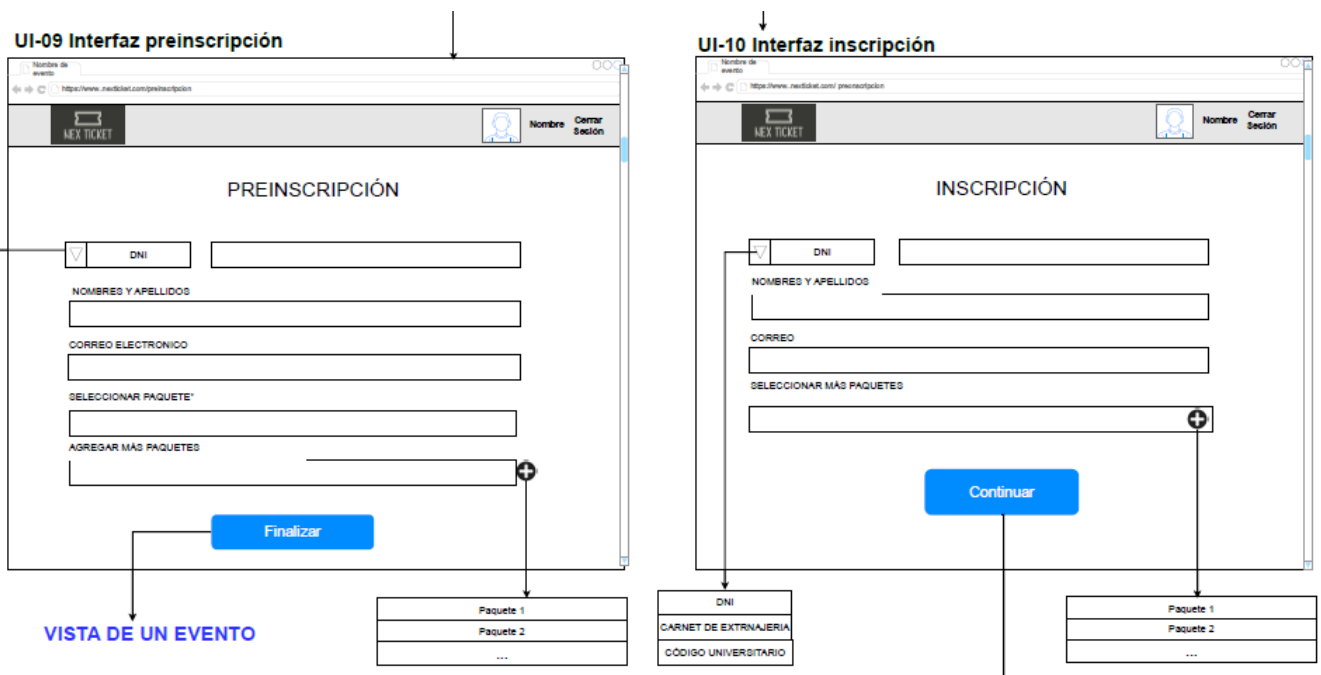 UI-09 Interfaz preinscripción
Nombre de
evento
https://www..nexticket.com/preinscripcion
NEX TICKET
Nombre
Cerrar
Sesión
PREINSCRIPCIÓN
DNI
NOMBRES Y APELLIDOS
CORREO ELECTRONICO
SELECCIONAR PAQUETE*
AGREGAR MÁS PAQUETES
Finalizar
VISTA DE UN EVENTO
Paquete 1
Paquete 2
...
UI-10 Interfaz inscripción
Nombre de
evento
https://www..nexticket.com/
NEX TICKET
Nombre
Cerrar
Sesión
INSCRIPCIÓN
DNI
NOMBRES Y APELLIDOS
CORREO
SELECCIONAR MÁS PAQUETES
Continuar
DNI
CARNET DE EXTRNAJERIA
CÓDIGO UNIVERSITARIO
Paquete 1
Paquete 2
...